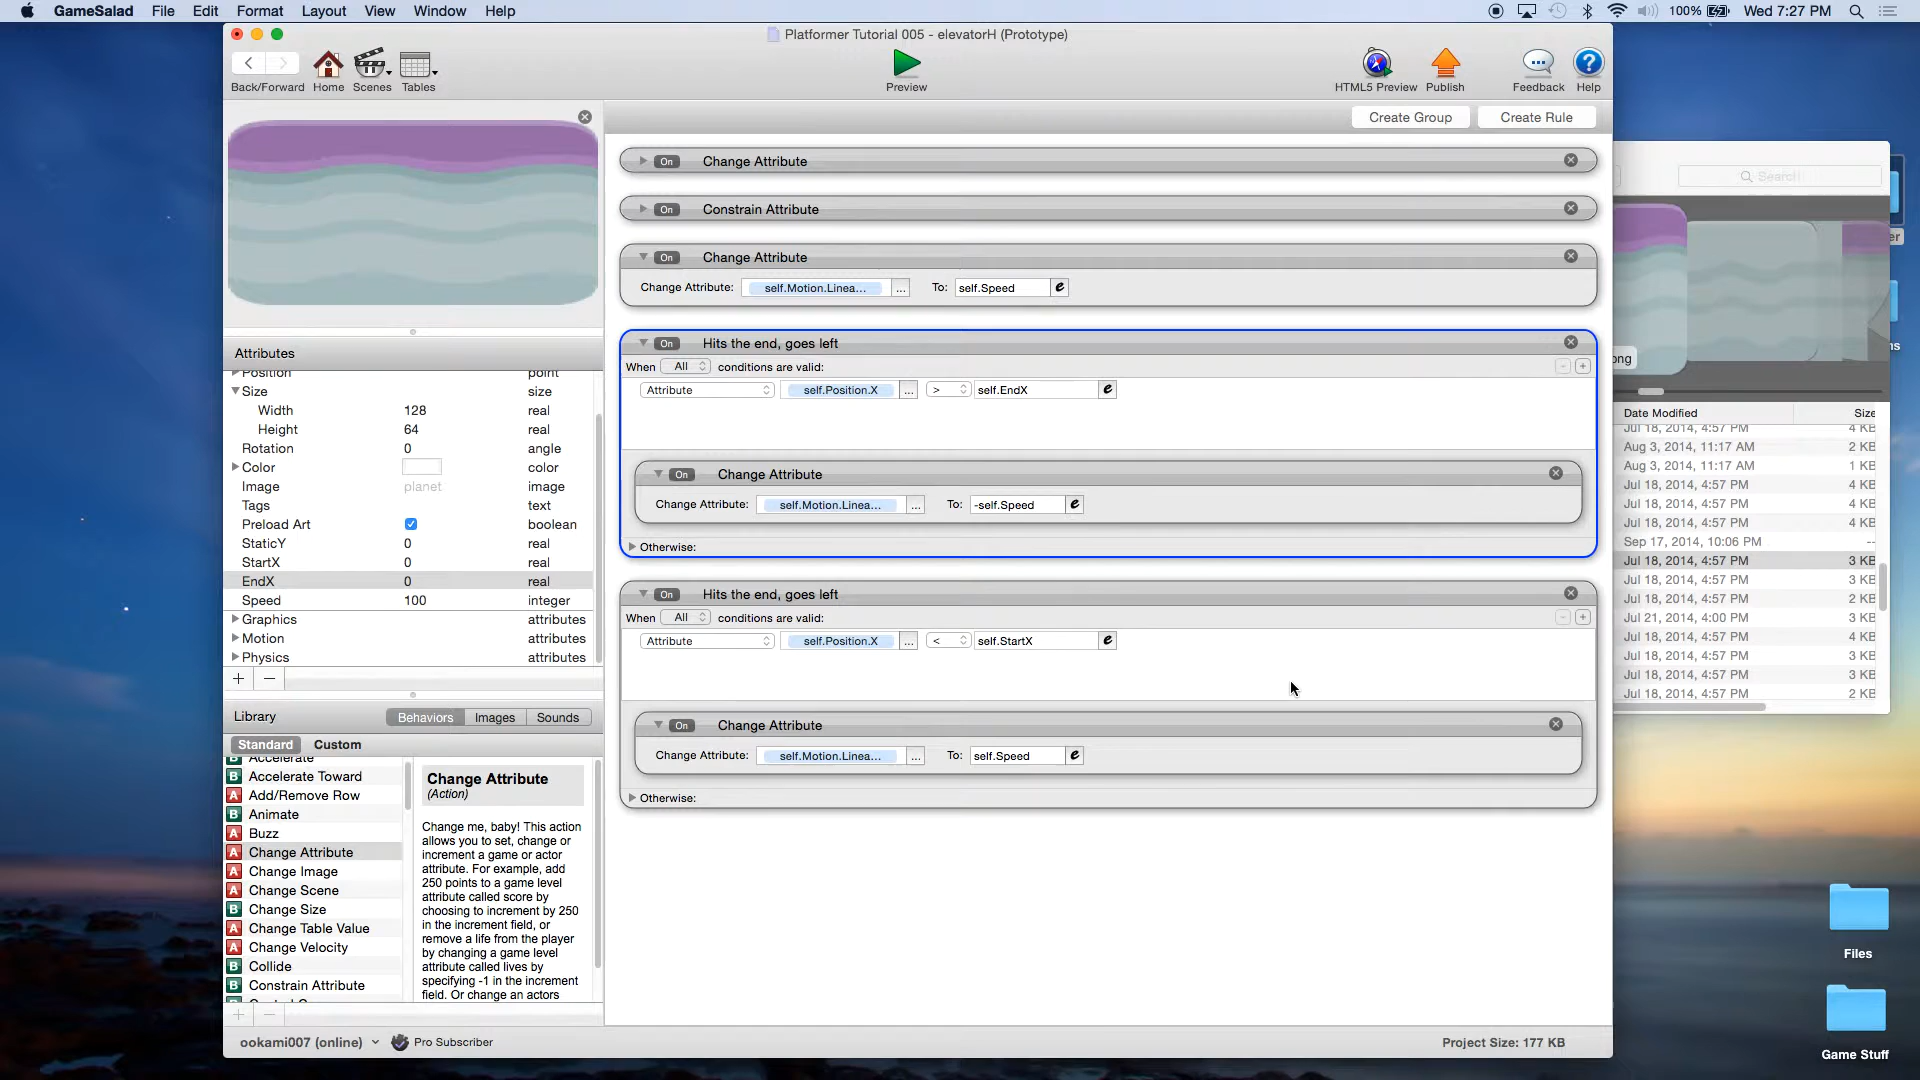 GameSalad File Edit Format Layout View Window Help
100% Wed 7:27 PM
Platformer Tutorial 005 - elevatorH (Prototype)
Back/Forward Home Scenes Tables Preview HTML5 Preview Publish Feedback Help
Create Group Create Rule
On Change Attribute
On Constrain Attribute
On Change Attribute
Change Attribute: self.Motion.Linea... ... To: self.Speed e
On Hits the end, goes left
When All conditions are valid:
Attribute self.Position.X ... > self.EndX e
On Change Attribute
Change Attribute: self.Motion.Linea... ... To: -self.Speed e
Otherwise:
On Hits the end, goes left
When All conditions are valid:
Attribute self.Position.X ... < self.StartX e
On Change Attribute
Change Attribute: self.Motion.Linea... ... To: self.Speed e
Otherwise:
Attributes
Position point
Size size
Width 128 real
Height 64 real
Rotation 0 angle
Color color
Image planet image
Tags text
Preload Art boolean
StaticY 0 real
StartX 0 real
EndX 0 real
Speed 100 integer
Graphics attributes
Motion attributes
Physics attributes
Library Behaviors Images Sounds
Standard Custom
Accelerate
B Accelerate Toward
A Add/Remove Row
B Animate
A Buzz
A Change Attribute
A Change Image
A Change Scene
B Change Size
A Change Table Value
A Change Velocity
B Collide
B Constrain Attribute
Change Attribute
(Action)
Change me, baby! This action
allows you to set, change or
increment a game or actor
attribute. For example, add
250 points to a game level
attribute called score by
choosing to increment by 250
in the increment field, or
remove a life from the player
by changing a game level
attribute called lives by
specifying -1 in the increment
field. Or change an actors
ookami007 (online) Pro Subscriber
Project Size: 177 KB
Search
er
ns
ong
Date Modified Size
Jul 18, 2014, 4:57 PM 4 KB
Aug 3, 2014, 11:17 AM 2 KB
Aug 3, 2014, 11:17 AM 1 KB
Jul 18, 2014, 4:57 PM 4 KB
Jul 18, 2014, 4:57 PM 4 KB
Jul 18, 2014, 4:57 PM 4 KB
Sep 17, 2014, 10:06 PM --
Jul 18, 2014, 4:57 PM 3 KB
Jul 18, 2014, 4:57 PM 3 KB
Jul 18, 2014, 4:57 PM 2 KB
Jul 21, 2014, 4:00 PM 3 KB
Jul 18, 2014, 4:57 PM 4 KB
Jul 18, 2014, 4:57 PM 3 KB
Jul 18, 2014, 4:57 PM 3 KB
Jul 18, 2014, 4:57 PM 2 KB
Files
Game Stuff